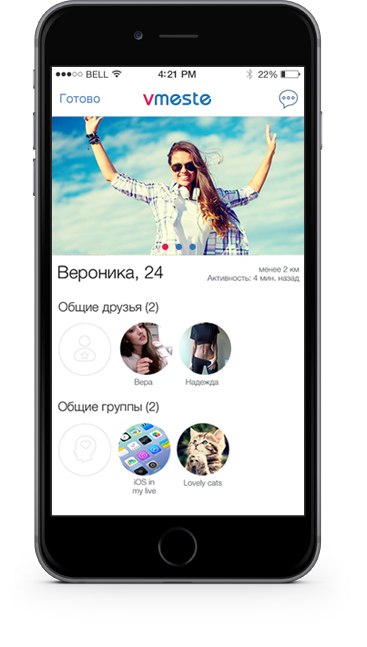 BELL 4:21 PM 22%
Готово vmeste
Вероника, 24
менее 2 км
Активность: 4 мин. назад
Общие друзья (2)
Вера Надежда
Общие группы (2)
iOS in my live
Lovely cats